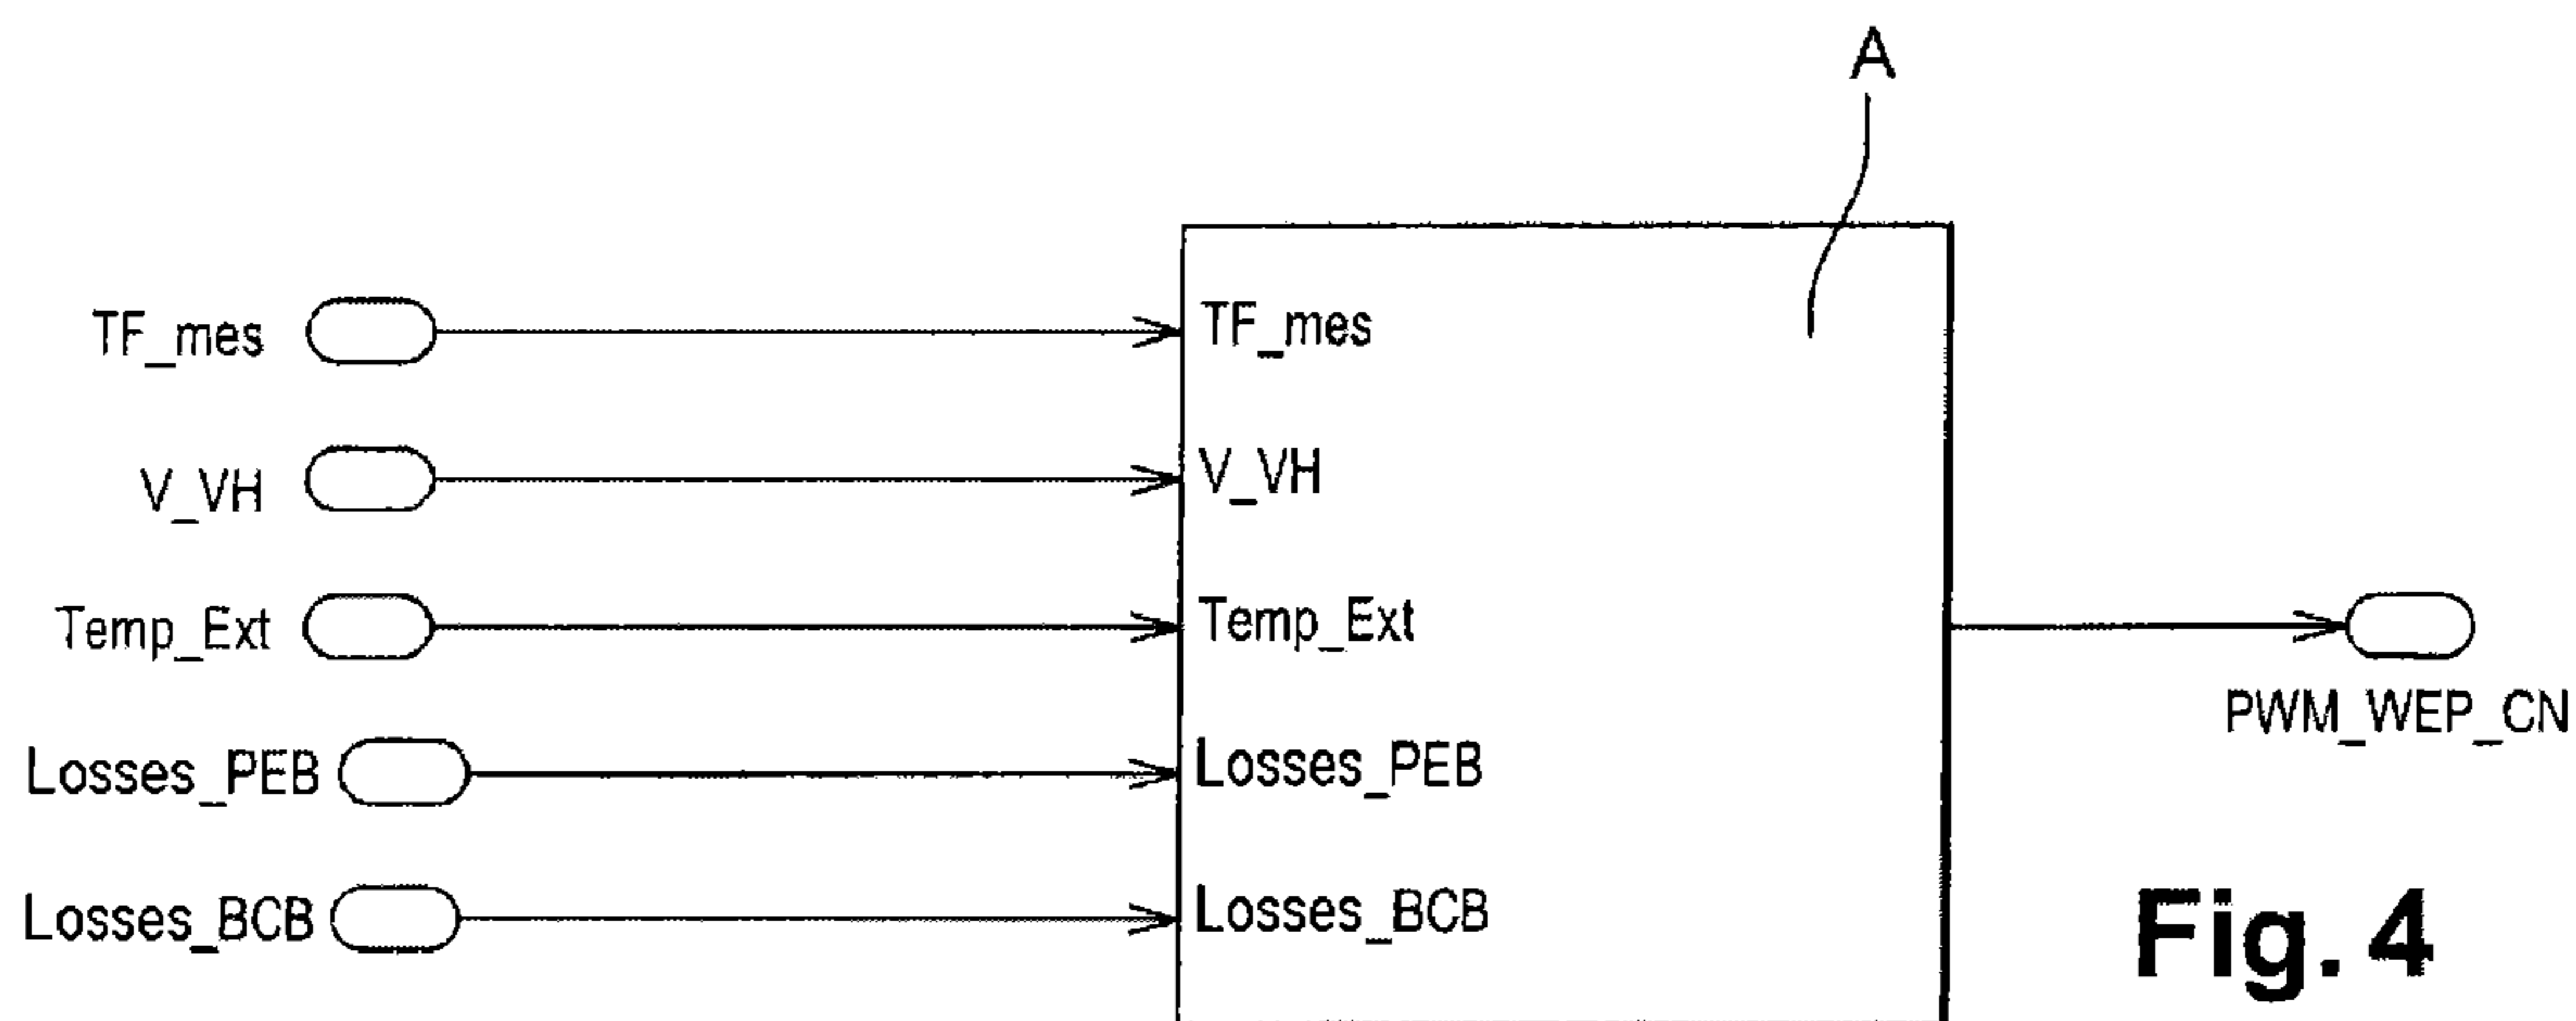 A
TF_mes
TF_mes
V_VH
V_VH
Temp_Ext
Temp_Ext
PWM_WEP_CN
Losses_PEB
Losses_PEB
Losses_BCB
Losses_BCB
Fig. 4